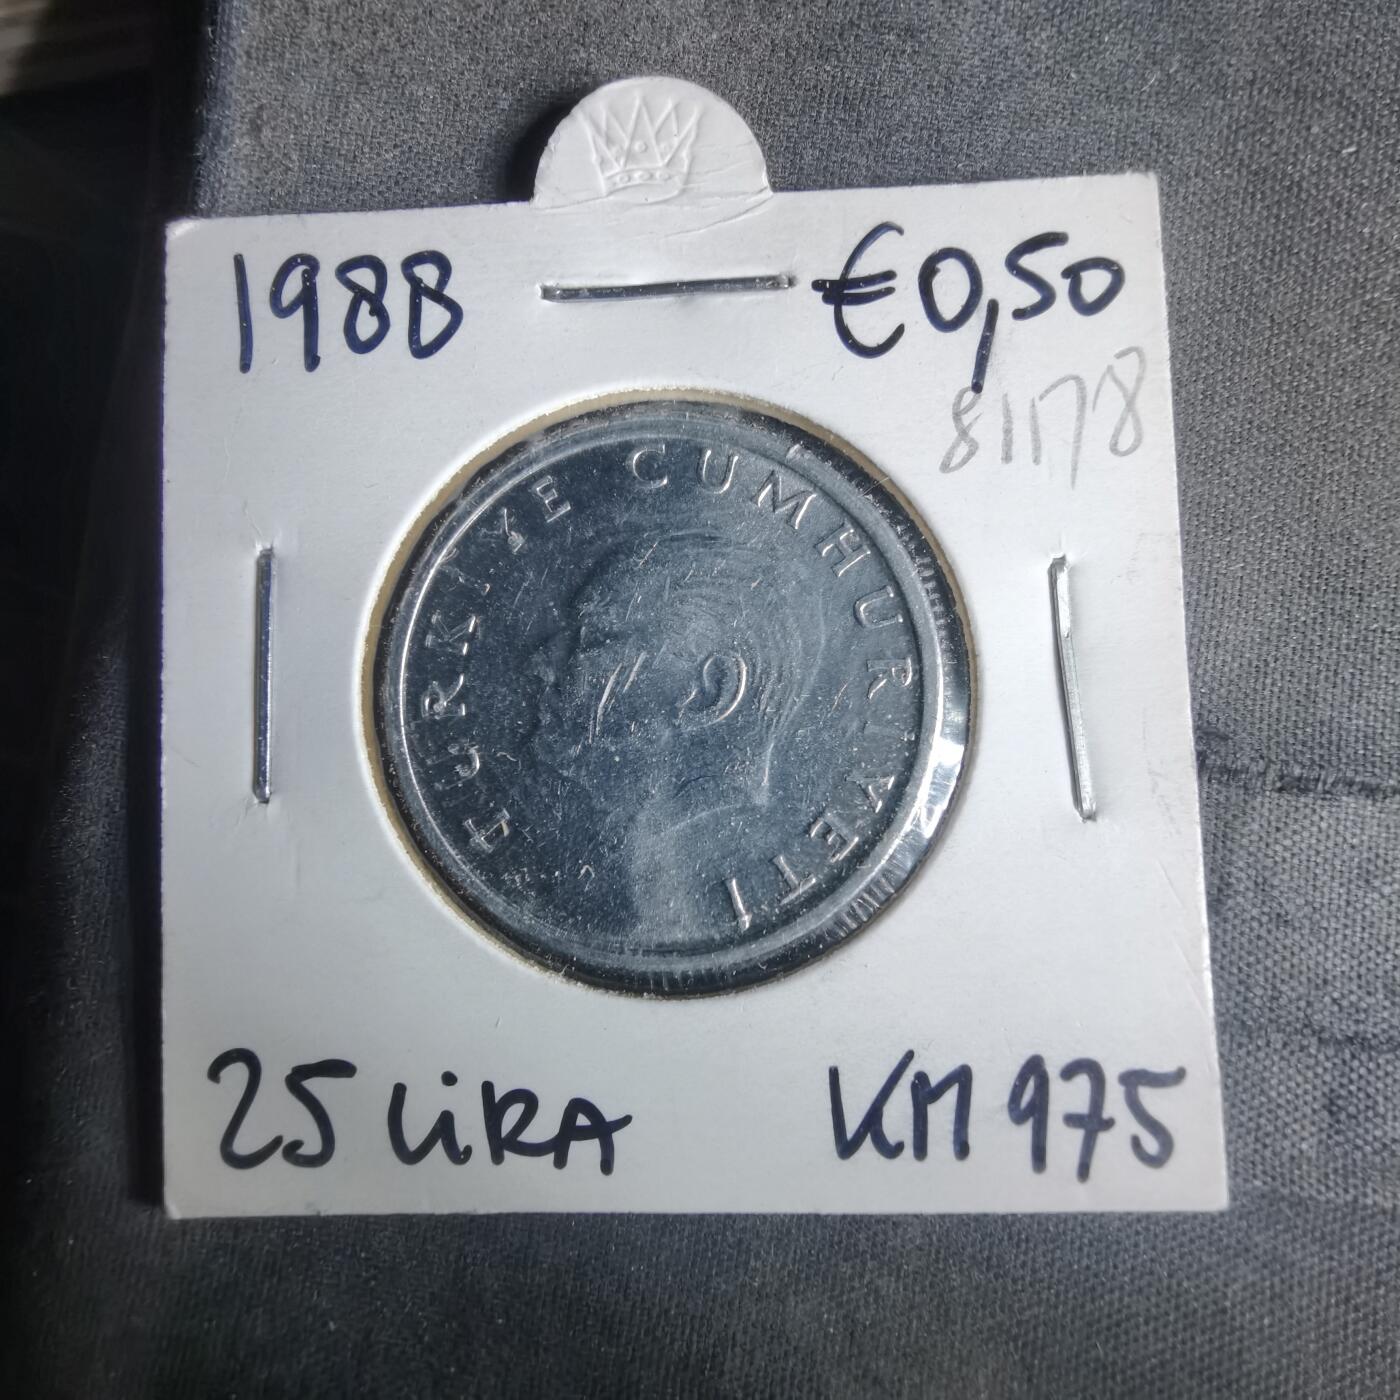 1988 €0,50
81178
TÜRKİYE CUMHURİYETİ
25 LiRA KM 975